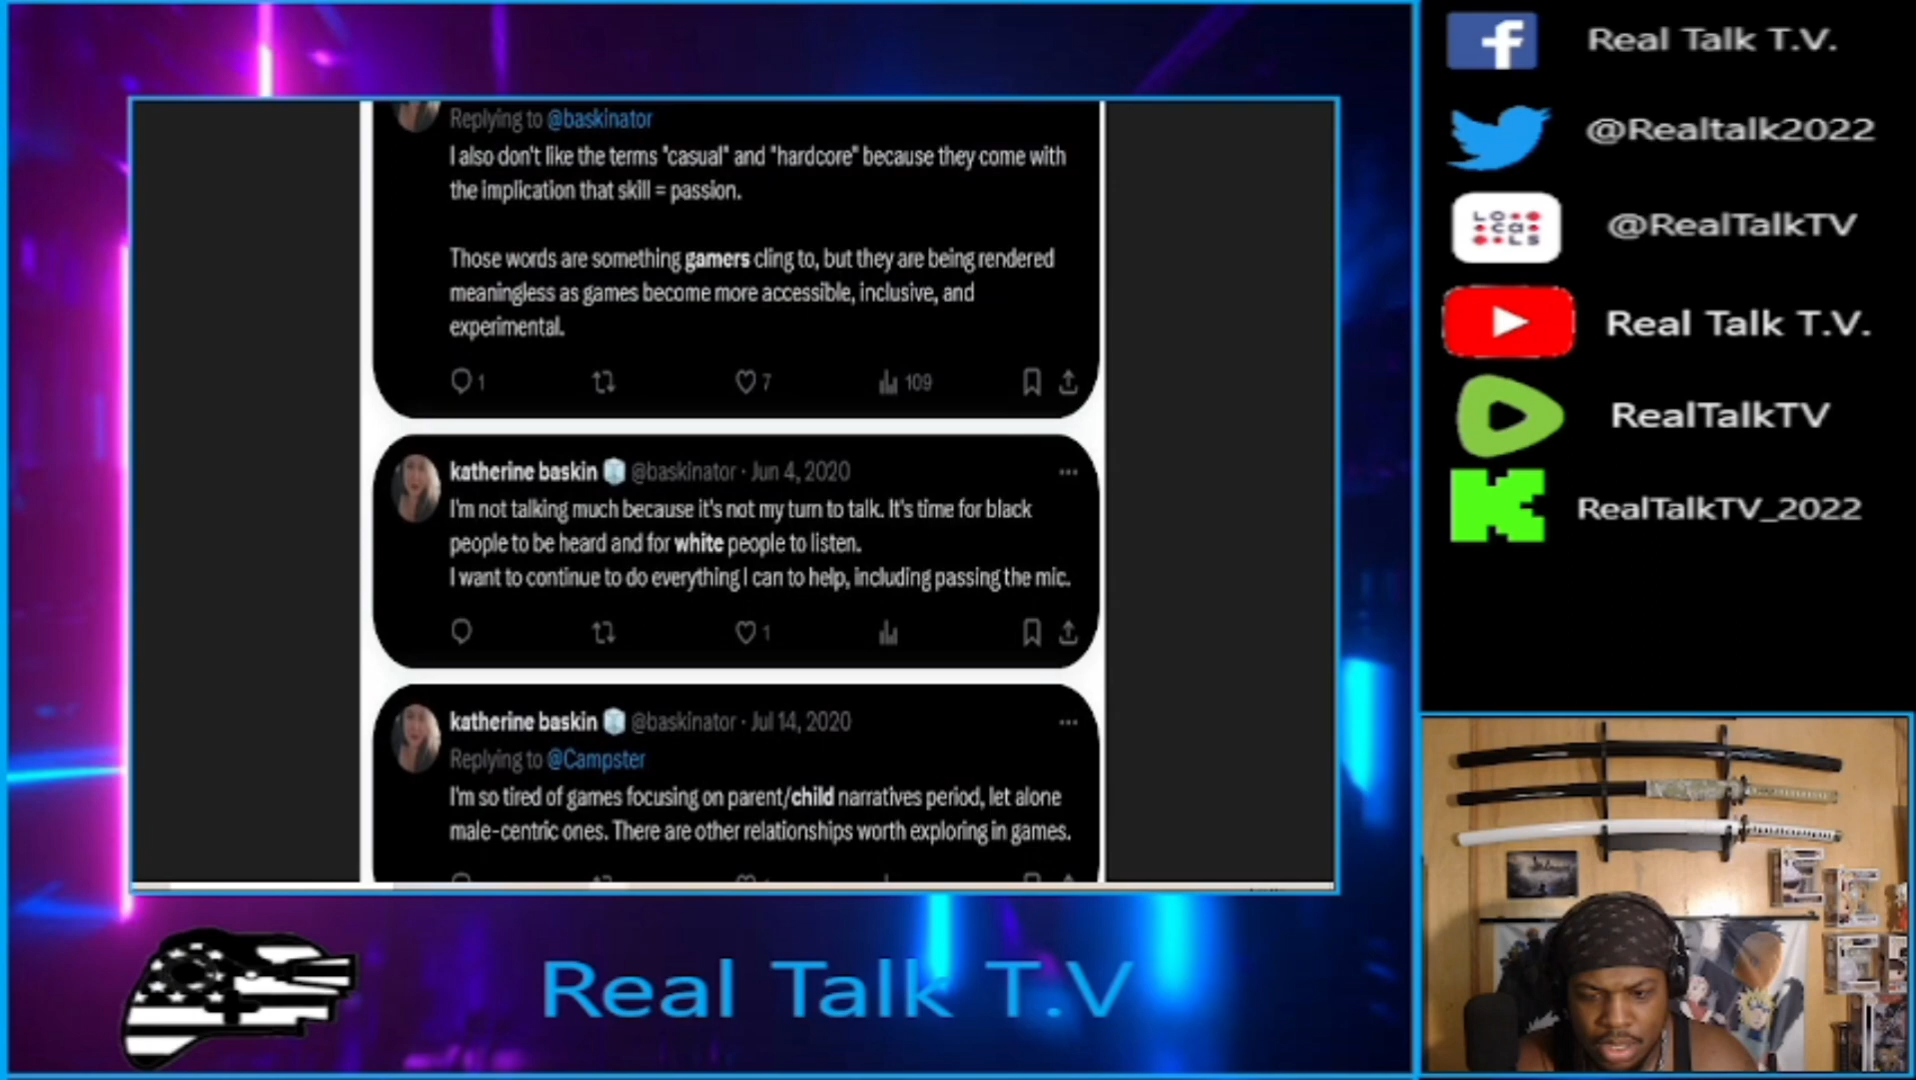 Replying to @baskinator
I also don't like the terms "casual" and "hardcore" because they come with
the implication that skill = passion.
Those words are something gamers cling to, but they are being rendered
meaningless as games become more accessible, inclusive, and
experimental.
1
7
109
katherine baskin @baskinator · Jun 4, 2020
I'm not talking much because it's not my turn to talk. It's time for black
people to be heard and for white people to listen.
I want to continue to do everything I can to help, including passing the mic.
1
katherine baskin @baskinator · Jul 14, 2020
Replying to @Campster
I'm so tired of games focusing on parent/child narratives period, let alone
male-centric ones. There are other relationships worth exploring in games.
Real Talk T.V
f Real Talk T.V.
@Realtalk2022
LOCALS
@RealTalkTV
Real Talk T.V.
RealTalkTV
K RealTalkTV_2022